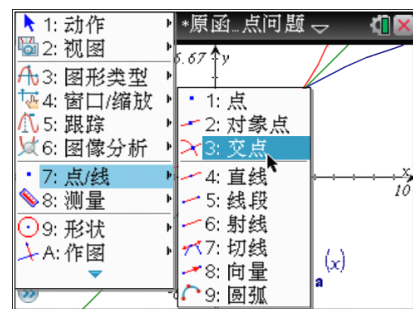 1: 动作
2: 视图
3: 图形类型
4: 窗口/缩放
5: 跟踪
6: 图像分析
7: 点/线
8: 测量
9: 形状
A: 作图
*原函…点问题
6.67 y
1: 点
2: 对象点
3: 交点
4: 直线
5: 线段
6: 射线
7: 切线
8: 向量
9: 圆弧
x
10
(x)
a